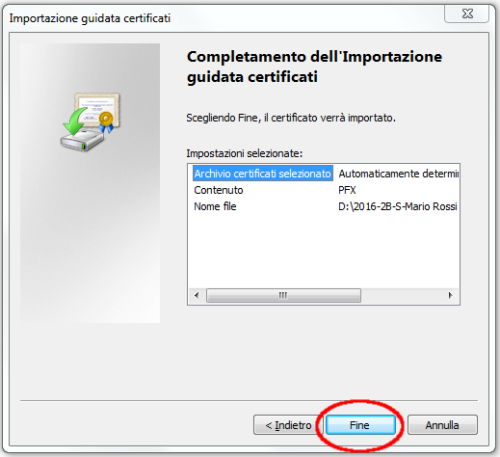 Importazione guidata certificati
Completamento dell'Importazione
guidata certificati
Scegliendo Fine, il certificato verrà importato.
Impostazioni selezionate:
Archivio certificati selezionato Automaticamente determin
Contenuto PFX
Nome file D:\2016-2B-S-Mario Rossi
< Indietro Fine Annulla